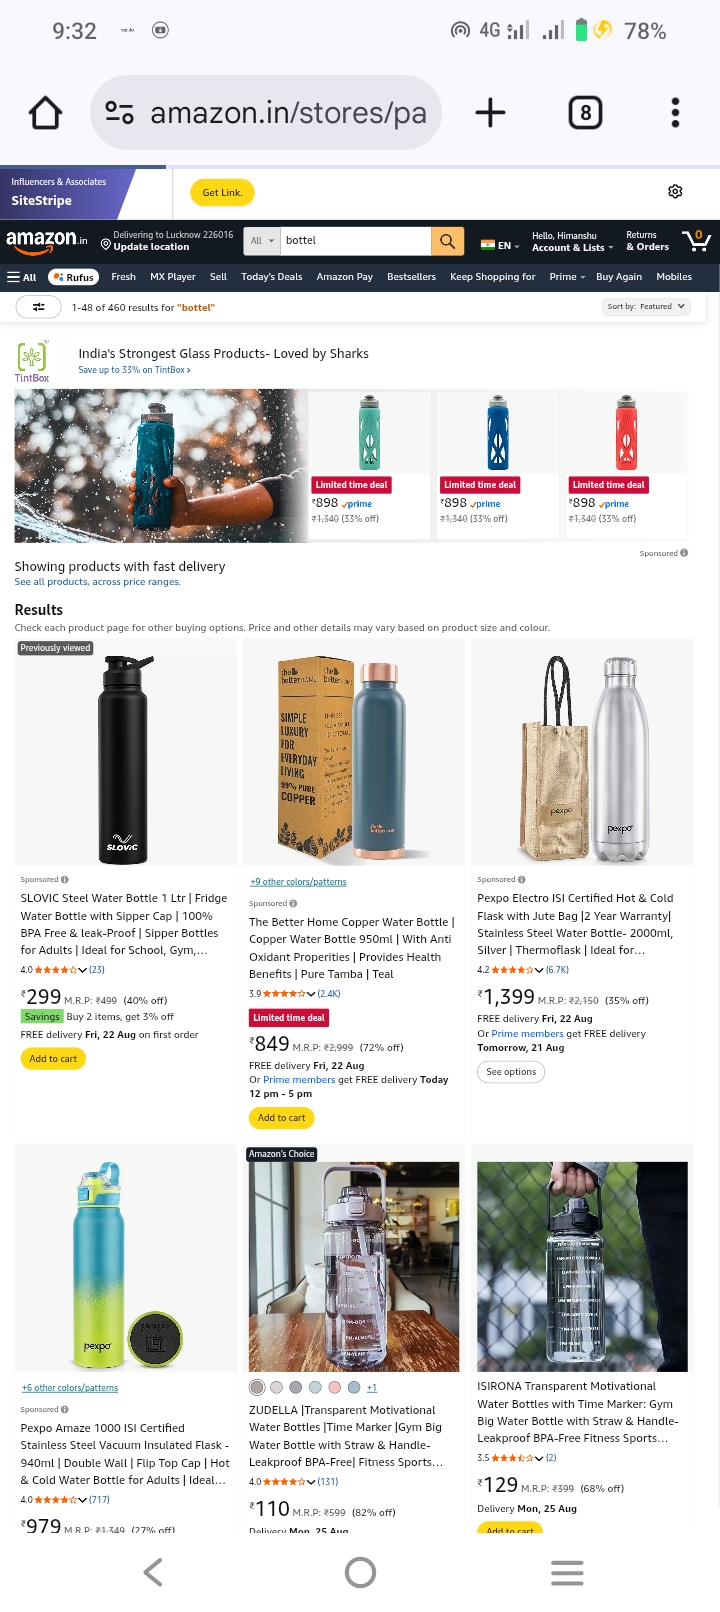 9:32
4G
78%
amazon.in/stores/pa
8
Influencers & Associates
SiteStripe
Get Link.
amazon.in
Delivering to Lucknow 226016
Update location
All
bottel
EN
Hello, Himanshu
Account & Lists
Returns
& Orders
0
All
Rufus
Fresh
MX Player
Sell
Today's Deals
Amazon Pay
Bestsellers
Keep Shopping for
Prime
Buy Again
Mobiles
1-48 of 460 results for "bottel"
Sort by: Featured
TintBox
India's Strongest Glass Products- Loved by Sharks
Save up to 33% on TintBox ›
Limited time deal
₹898 prime
₹1,340 (33% off)
Limited time deal
₹898 prime
₹1,340 (33% off)
Limited time deal
₹898 prime
₹1,340 (33% off)
Sponsored
Showing products with fast delivery
See all products, across price ranges.
Results
Check each product page for other buying options. Price and other details may vary based on product size and colour.
Previously viewed
SLOVIC
Sponsored
SLOVIC Steel Water Bottle 1 Ltr | Fridge
Water Bottle with Sipper Cap | 100%
BPA Free & leak-Proof | Sipper Bottles
for Adults | Ideal for School, Gym,...
4.0 (23)
₹299 M.R.P: ₹499 (40% off)
Savings Buy 2 items, get 3% off
FREE delivery Fri, 22 Aug on first order
Add to cart
the better HOME
SIMPLE
LUXURY
FOR
EVERYDAY
LIVING
99% PURE
COPPER
+9 other colors/patterns
Sponsored
The Better Home Copper Water Bottle |
Copper Water Bottle 950ml | With Anti
Oxidant Properities | Provides Health
Benefits | Pure Tamba | Teal
3.9 (2.4K)
Limited time deal
₹849 M.R.P: ₹2,999 (72% off)
FREE delivery Fri, 22 Aug
Or Prime members get FREE delivery Today
12 pm - 5 pm
Add to cart
pexpo
pexpo
Sponsored
Pexpo Electro ISI Certified Hot & Cold
Flask with Jute Bag |2 Year Warranty|
Stainless Steel Water Bottle- 2000ml,
Silver | Thermoflask | Ideal for...
4.2 (6.7K)
₹1,399 M.R.P: ₹2,150 (35% off)
FREE delivery Fri, 22 Aug
Or Prime members get FREE delivery
Tomorrow, 21 Aug
See options
pexpo
pexpo
ISI
+6 other colors/patterns
Sponsored
Pexpo Amaze 1000 ISI Certified
Stainless Steel Vacuum Insulated Flask -
940ml | Double Wall | Flip Top Cap | Hot
& Cold Water Bottle for Adults | Ideal...
4.0 (717)
₹979 M.R.P: ₹1,349 (27% off)
Amazon's Choice
+1
ZUDELLA |Transparent Motivational
Water Bottles |Time Marker |Gym Big
Water Bottle with Straw & Handle-
Leakproof BPA-Free| Fitness Sports...
4.0 (131)
₹110 M.R.P: ₹599 (82% off)
Delivery Mon, 25 Aug
ISIRONA Transparent Motivational
Water Bottles with Time Marker: Gym
Big Water Bottle with Straw & Handle-
Leakproof BPA-Free Fitness Sports...
3.5 (2)
₹129 M.R.P: ₹399 (68% off)
Delivery Mon, 25 Aug
Add to cart